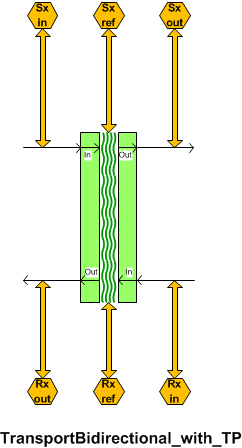 Sx in
Sx ref
Sx out
In
Out
Out
In
Rx out
Rx ref
Rx in
TransportBidirectional_with_TP